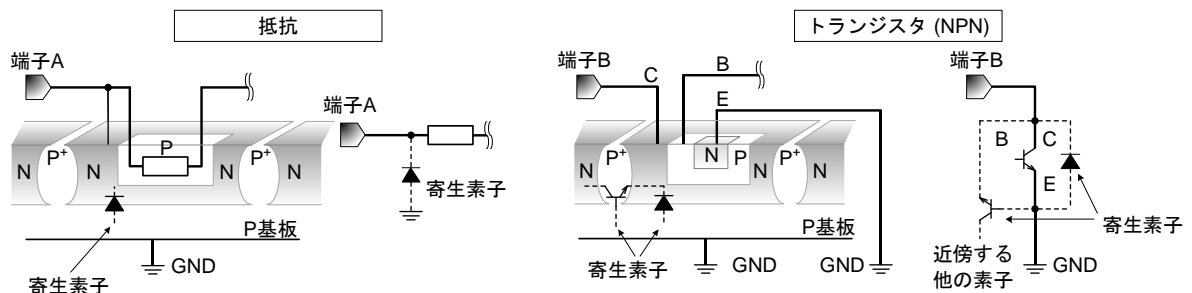 抵抗
トランジスタ (NPN)
端子A
端子A
N
P+
N
P
N
P+
N
寄生素子
P基板
GND
寄生素子
端子B
C
B
E
N
P+
N
N
P
N
P+
N
P基板
寄生素子
GND
GND
端子B
B
C
E
寄生素子
近傍する
他の素子
GND